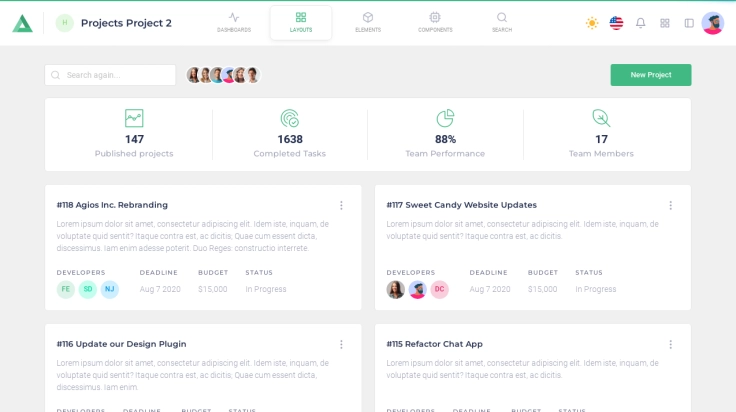 H
Projects Project 2
DASHBOARDS
LAYOUTS
ELEMENTS
COMPONENTS
SEARCH
Search again...
New Project
147
Published projects
1638
Completed Tasks
88%
Team Performance
17
Team Members
#118 Agios Inc. Rebranding
Lorem ipsum dolor sit amet, consectetur adipiscing elit. Idem iste, inquam, de
voluptate quid sentit? Itaque contra est, ac dicitis; Quae cum essent dicta,
discessimus. Iam enim adesse poterit. Duo Reges: constructio interrete.
DEVELOPERS
DEADLINE
BUDGET
STATUS
FE
SD
NJ
Aug 7 2020
$15,000
In Progress
#117 Sweet Candy Website Updates
Lorem ipsum dolor sit amet, consectetur adipiscing elit. Idem iste, inquam, de
voluptate quid sentit? Itaque contra est, ac dicitis.
DEVELOPERS
DEADLINE
BUDGET
STATUS
DC
Aug 7 2020
$15,000
In Progress
#116 Update our Design Plugin
Lorem ipsum dolor sit amet, consectetur adipiscing elit. Idem iste, inquam, de
voluptate quid sentit? Itaque contra est, ac dicitis; Quae cum essent dicta,
discessimus. Iam enim.
DEVELOPERS
DEADLINE
BUDGET
STATUS
#115 Refactor Chat App
Lorem ipsum dolor sit amet, consectetur adipiscing elit. Idem iste, inquam, de
voluptate quid sentit? Itaque contra est, ac dicitis.
DEVELOPERS
DEADLINE
BUDGET
STATUS